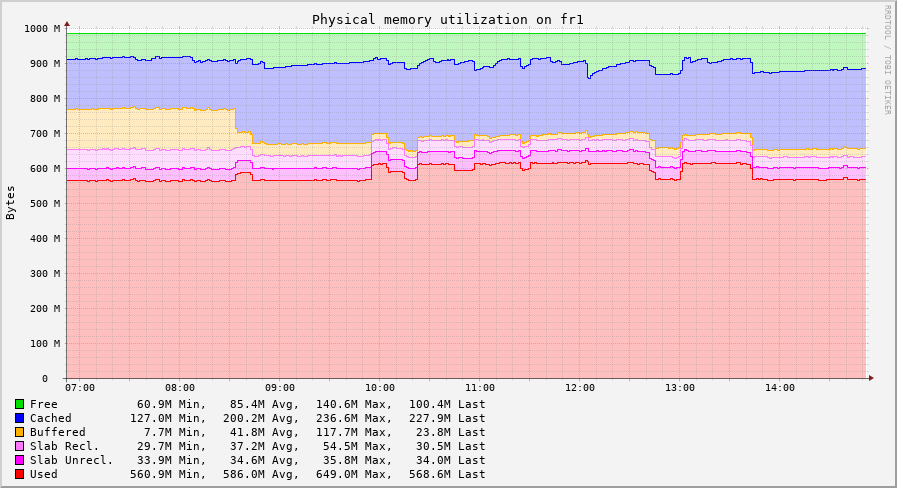 Physical memory utilization on fr1
RRDTOOL / TOBI OETIKER
Bytes
1000 M
900 M
800 M
700 M
600 M
500 M
400 M
300 M
200 M
100 M
0
07:00 08:00 09:00 10:00 11:00 12:00 13:00 14:00
Free 60.9M Min, 85.4M Avg, 140.6M Max, 100.4M Last
Cached 127.0M Min, 200.2M Avg, 236.6M Max, 227.9M Last
Buffered 7.7M Min, 41.8M Avg, 117.7M Max, 23.8M Last
Slab Recl. 29.7M Min, 37.2M Avg, 54.5M Max, 30.5M Last
Slab Unrecl. 33.9M Min, 34.6M Avg, 35.8M Max, 34.0M Last
Used 560.9M Min, 586.0M Avg, 649.0M Max, 568.6M Last